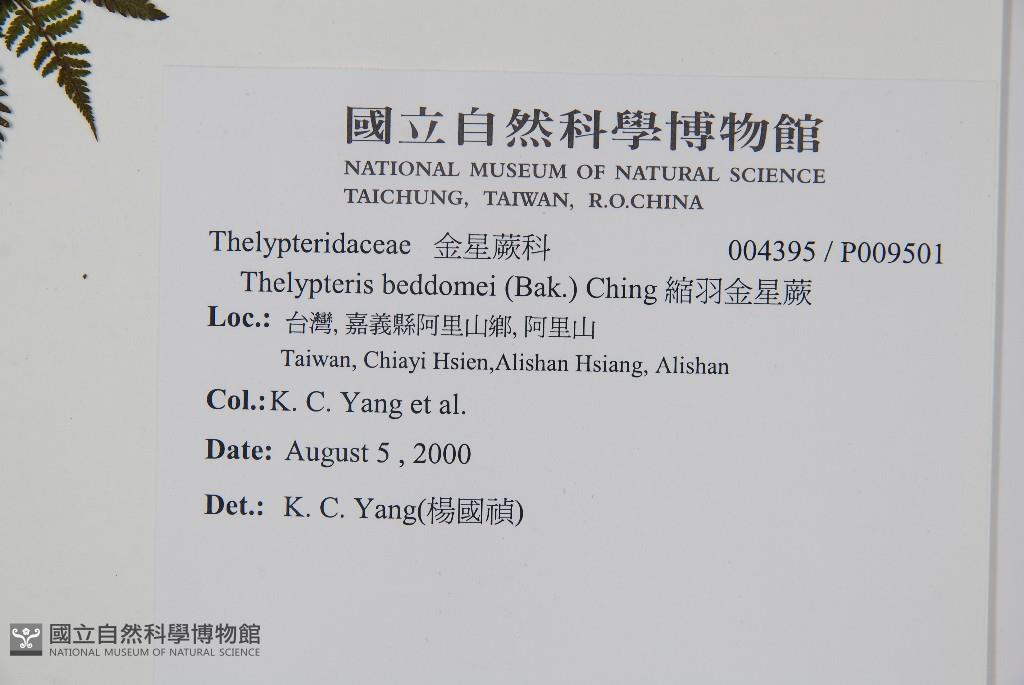 國立自然科學博物館
NATIONAL MUSEUM OF NATURAL SCIENCE
TAICHUNG, TAIWAN, R.O.CHINA
Thelypteridaceae 金星蕨科 004395 / P009501
Thelypteris beddomei (Bak.) Ching 縮羽金星蕨
Loc.: 台灣, 嘉義縣阿里山鄉, 阿里山
Taiwan, Chiayi Hsien,Alishan Hsiang, Alishan
Col.: K. C. Yang et al.
Date: August 5 , 2000
Det.: K. C. Yang(楊國禎)
國立自然科學博物館
NATIONAL MUSEUM OF NATURAL SCIENCE